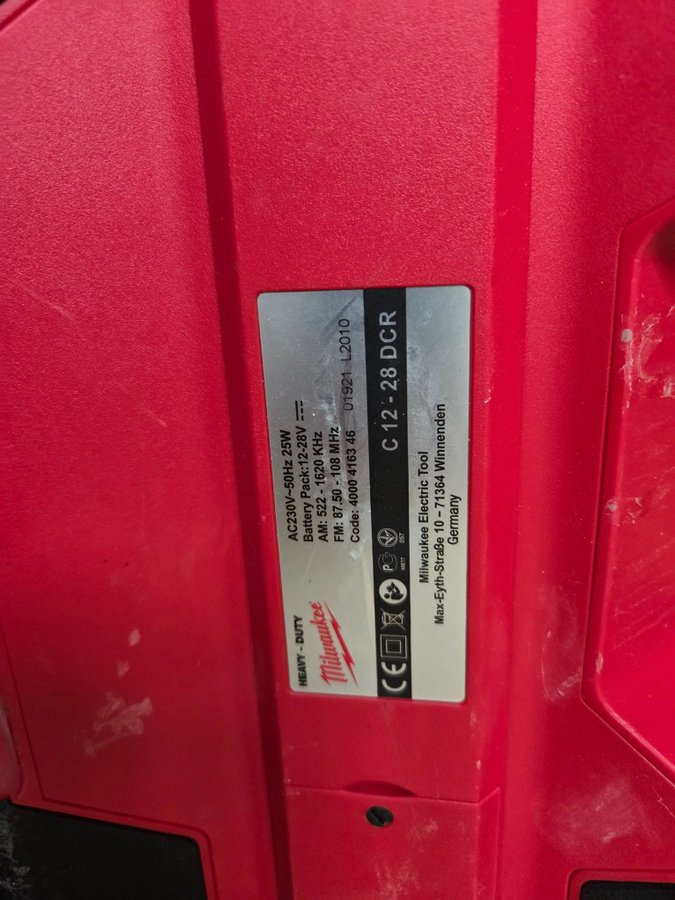 HEAVY - DUTY
Milwaukee
AC230V~50Hz 25W
Battery Pack:12-28V
AM: 522 - 1620 KHz
FM: 87.50 - 108 MHz
Code: 4000 4163 46 01921 L2010
CE C 12 - 28 DCR
Milwaukee Electric Tool
Max-Eyth-Straße 10 – 71364 Winnenden
Germany